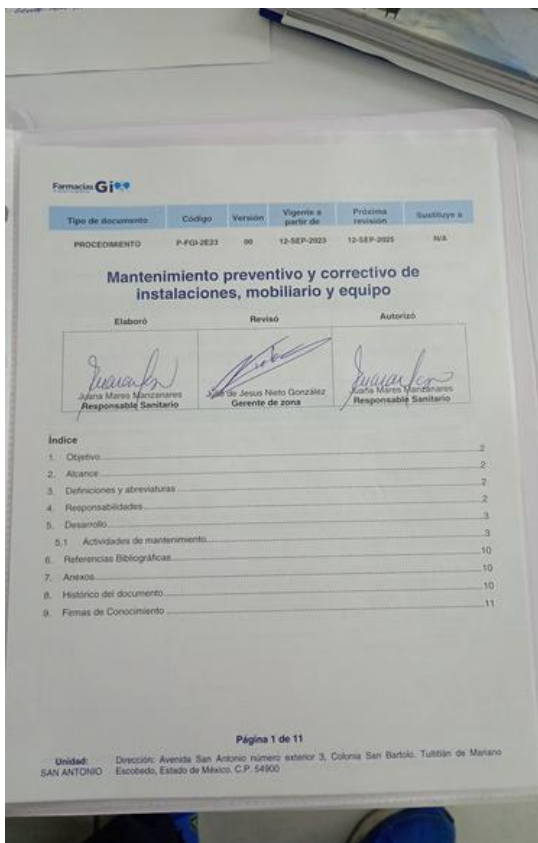 Farmacias Gi
Tipo de documento Código Versión Vigente a partir de Próxima revisión Sustituye a
PROCEDIMIENTO P-FGI-2E23 00 12-SEP-2023 12-SEP-2025 N/A
Mantenimiento preventivo y correctivo de
instalaciones, mobiliario y equipo
Elaboró Revisó Autorizó
Juana Mares Manzanares de Jesus Nieto González Juana Mares Manzanares
Responsable Sanitario Gerente de zona Responsable Sanitario
Índice
1. Objetivo 2
2. Alcance 2
3. Definiciones y abreviaturas 2
4. Responsabilidades 2
5. Desarrollo 3
5.1 Actividades de mantenimiento 3
6. Referencias Bibliográficas 10
7. Anexos 10
8. Histórico del documento 10
9. Firmas de Conocimiento 11
Página 1 de 11
Unidad: Dirección: Avenida San Antonio número exterior 3, Colonia San Bartolo. Tultitlán de Mariano
SAN ANTONIO Escobedo, Estado de México. C.P. 54900